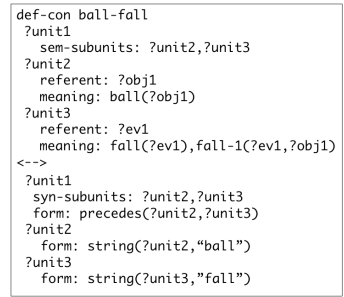 def-con ball-fall
?unit1
sem-subunits: ?unit2,?unit3
?unit2
referent: ?obj1
meaning: ball(?obj1)
?unit3
referent: ?ev1
meaning: fall(?ev1),fall-1(?ev1,?obj1)
<-->
?unit1
syn-subunits: ?unit2,?unit3
form: precedes(?unit2,?unit3)
?unit2
form: string(?unit2,“ball”)
?unit3
form: string(?unit3,”fall”)